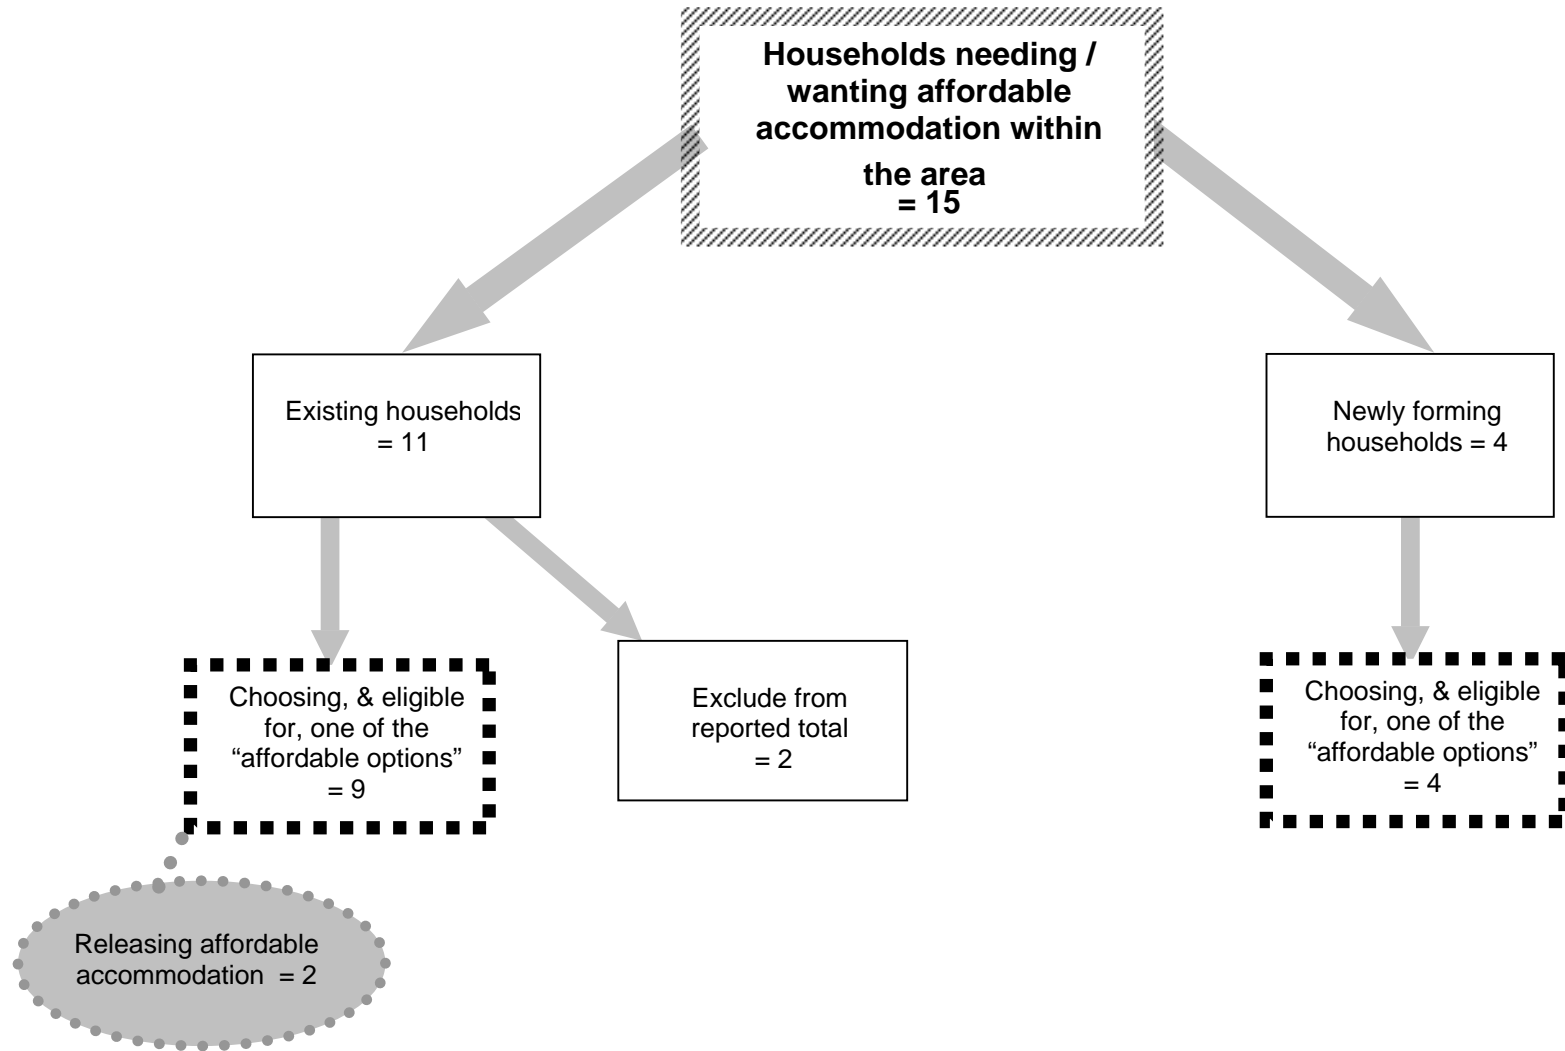 Households needing /
wanting affordable
accommodation within
the area
= 15
Existing households
= 11
Newly forming
households = 4
Choosing, & eligible
for, one of the
“affordable options”
= 9
Exclude from
reported total
= 2
Choosing, & eligible
for, one of the
“affordable options”
= 4
Releasing affordable
accommodation = 2